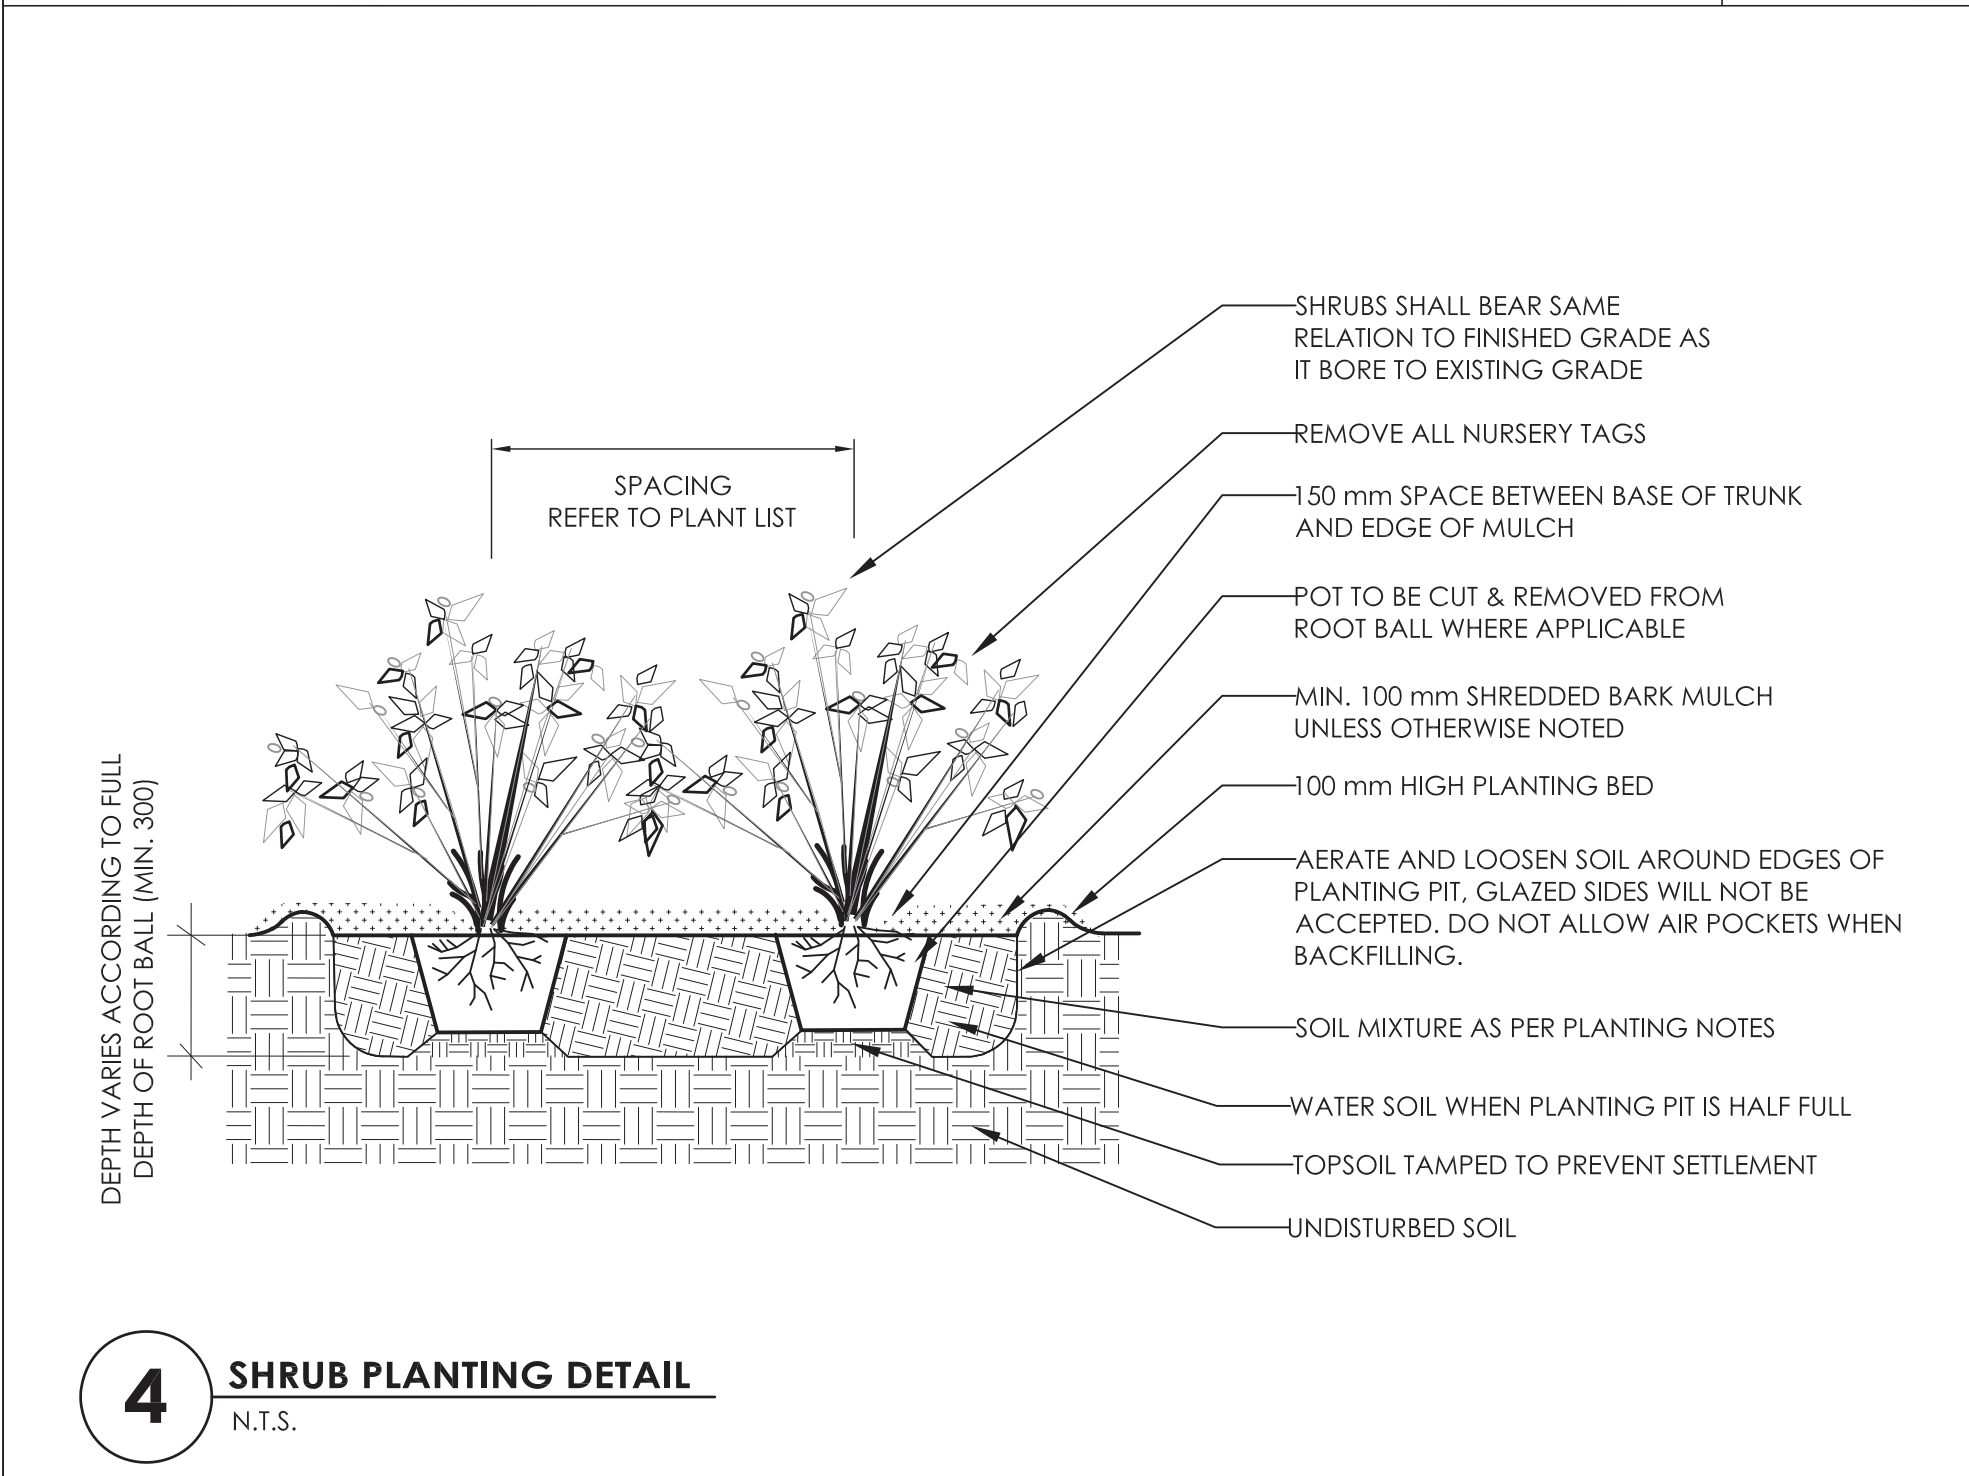 SHRUBS SHALL BEAR SAME
RELATION TO FINISHED GRADE AS
IT BORE TO EXISTING GRADE
REMOVE ALL NURSERY TAGS
SPACING
REFER TO PLANT LIST
150 mm SPACE BETWEEN BASE OF TRUNK
AND EDGE OF MULCH
POT TO BE CUT & REMOVED FROM
ROOT BALL WHERE APPLICABLE
MIN. 100 mm SHREDDED BARK MULCH
UNLESS OTHERWISE NOTED
100 mm HIGH PLANTING BED
AERATE AND LOOSEN SOIL AROUND EDGES OF
PLANTING PIT, GLAZED SIDES WILL NOT BE
ACCEPTED. DO NOT ALLOW AIR POCKETS WHEN
BACKFILLING.
SOIL MIXTURE AS PER PLANTING NOTES
WATER SOIL WHEN PLANTING PIT IS HALF FULL
TOPSOIL TAMPED TO PREVENT SETTLEMENT
UNDISTURBED SOIL
DEPTH VARIES ACCORDING TO FULL
DEPTH OF ROOT BALL (MIN. 300)
4
SHRUB PLANTING DETAIL
N.T.S.